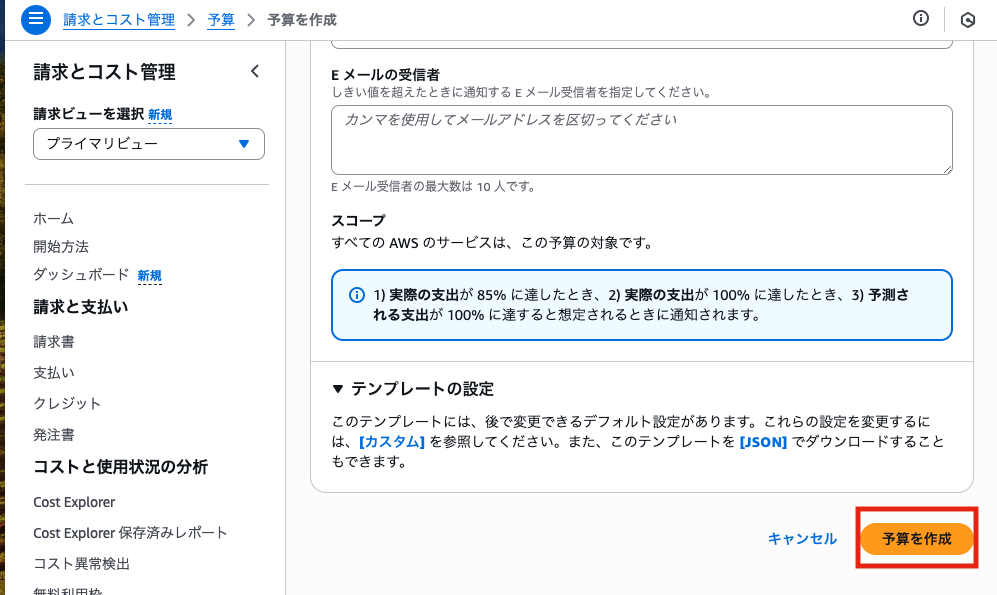 請求とコスト管理 > 予算 > 予算を作成
請求とコスト管理
請求ビューを選択 新規
プライマリビュー
ホーム
開始方法
ダッシュボード 新規
請求と支払い
請求書
支払い
クレジット
発注書
コストと使用状況の分析
Cost Explorer
Cost Explorer 保存済みレポート
コスト異常検出
無料利用枠
E メールの受信者
しきい値を超えたときに通知する E メール受信者を指定してください。
カンマを使用してメールアドレスを区切ってください
E メール受信者の最大数は 10 人です。
スコープ
すべての AWS のサービスは、この予算の対象です。
1) 実際の支出が 85% に達したとき、2) 実際の支出が 100% に達したとき、3) 予測さ
れる支出が 100% に達すると想定されるときに通知されます。
▼ テンプレートの設定
このテンプレートには、後で変更できるデフォルト設定があります。これらの設定を変更するに
は、[カスタム] を参照してください。また、このテンプレートを [JSON] でダウンロードすること
もできます。
キャンセル
予算を作成